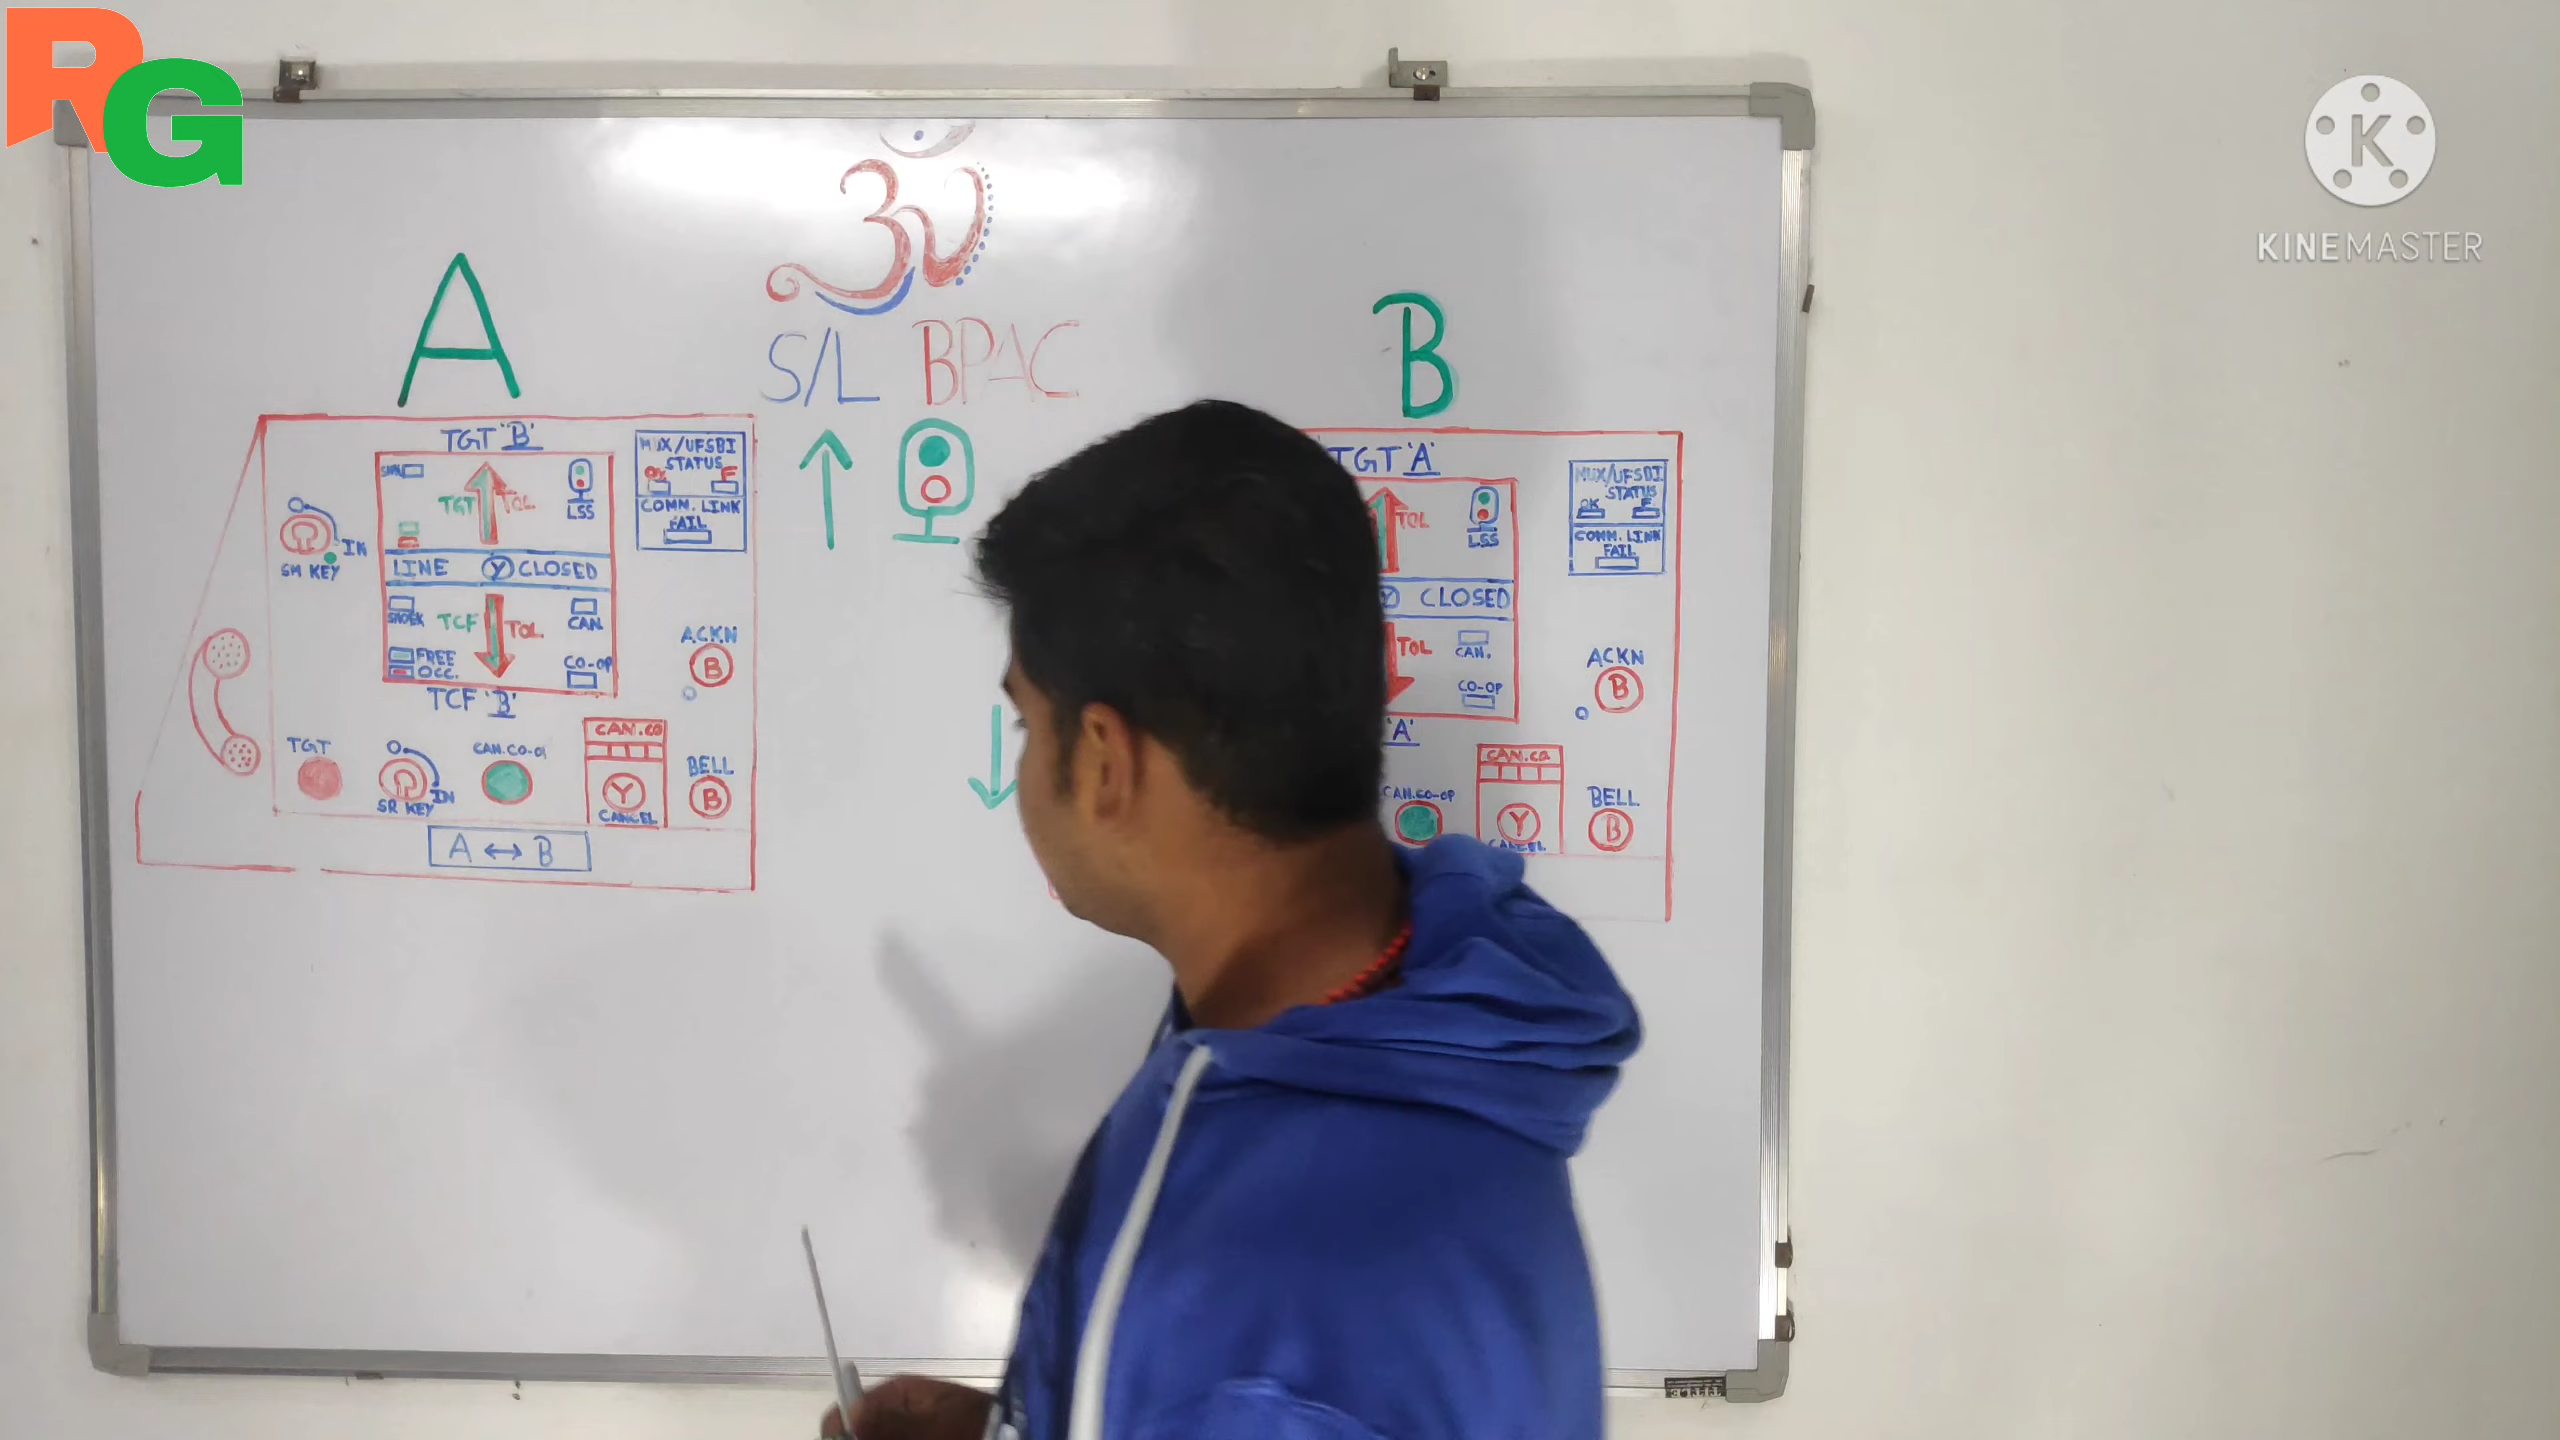 RG
KINEMASTER
ॐ
A
S/L BPAC
B
TGT 'B'
MUX/UFSBI
STATUS
OK F
COMM. LINK
FAIL
TGT TOL
LSS
IN
SM KEY
LINE Y CLOSED
TCF TOL
CAN
FREE
OCC.
CO-OP
TCF 'B'
ACKN
B
TGT
IN
SR KEY
CAN.CO-OP
CAN.CO
Y
CANCEL
BELL
B
A ↔ B
TGT 'A'
MUX/UFSBI
STATUS
OK F
COMM. LINK
FAIL
TOL
LSS
Y CLOSED
TOL
CAN.
CO-OP
'A'
ACKN
B
CAN.CO-OP
CAN.CO
Y
CANCEL
BELL
B